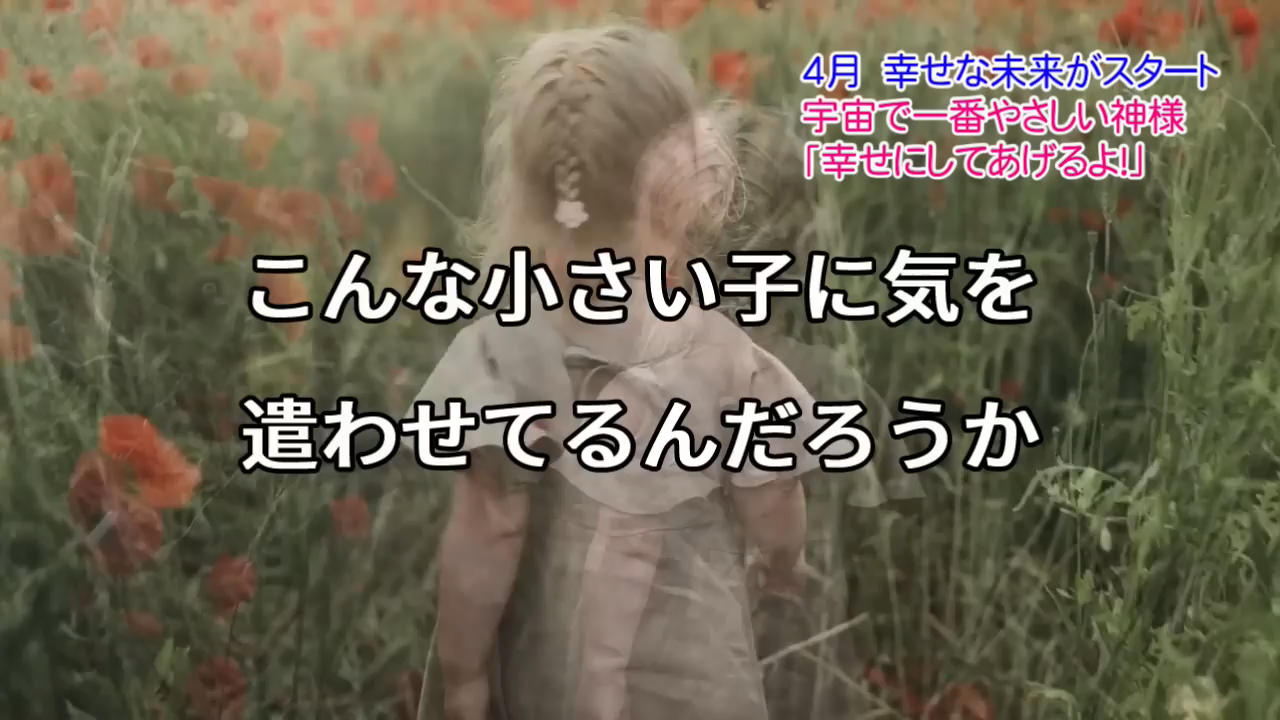 4月　幸せな未来がスタート
宇宙で一番やさしい神様
「幸せにしてあげるよ!」
こんな小さい子に気を
遣わせてるんだろうか